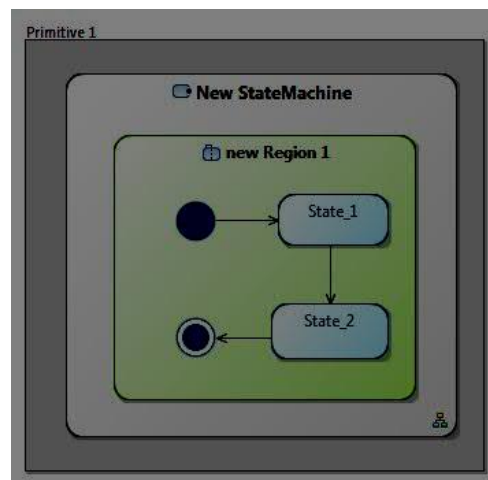 Primitive 1
New StateMachine
new Region 1
State_1
State_2